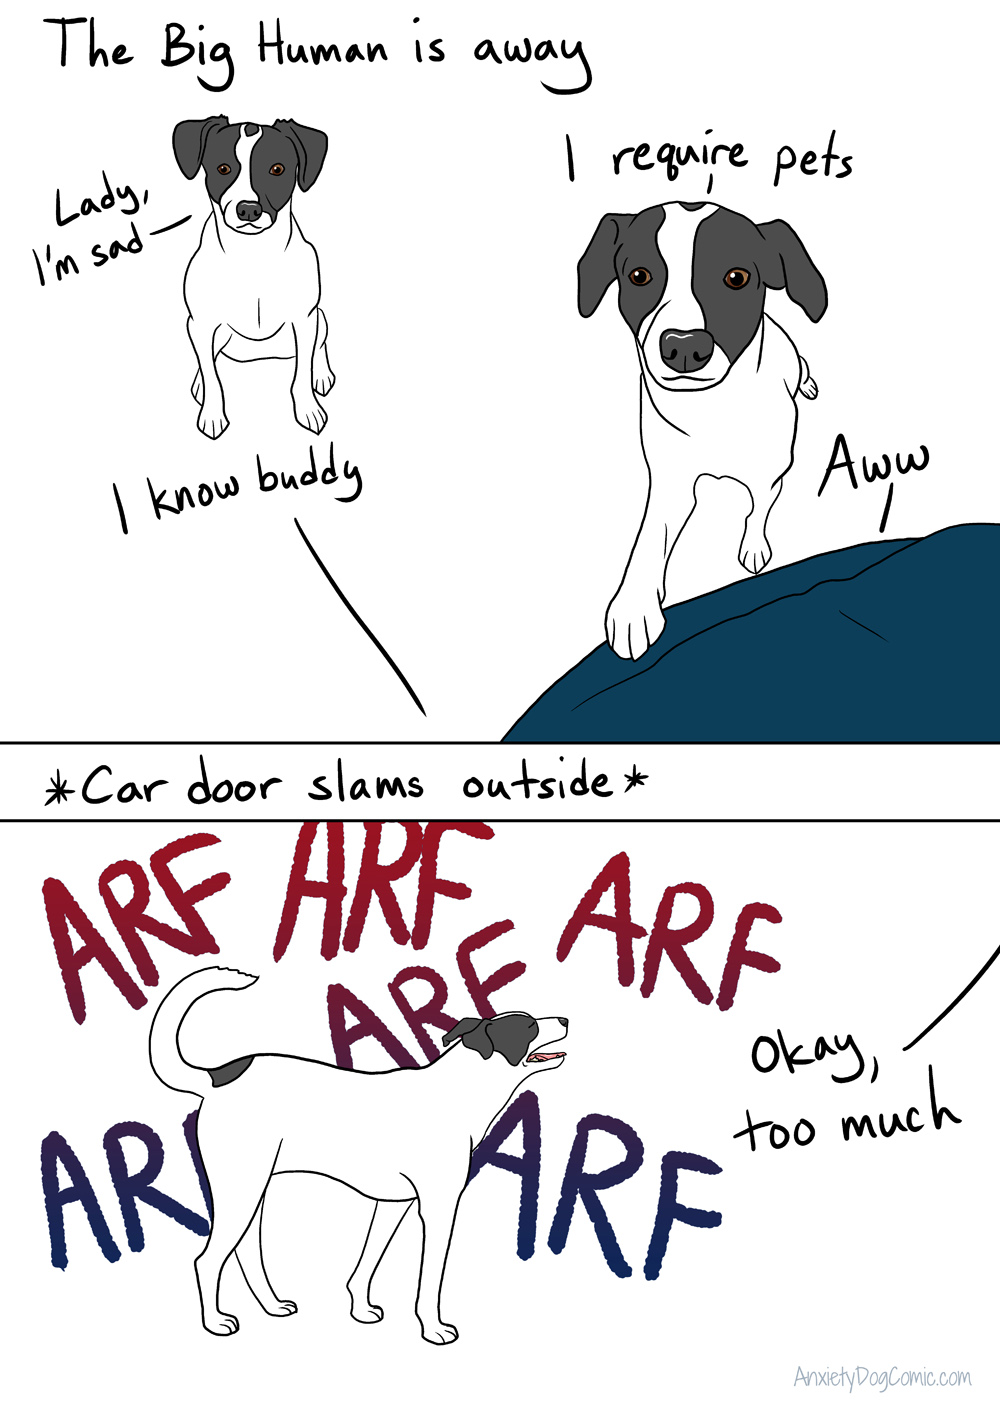 The Big Human is away
Lady,
I'm sad
I know buddy
I require pets
Aww
*Car door slams outside*
ARF ARF ARF
ARF
ARF ARF
Okay,
too much
AnxietyDogComic.com